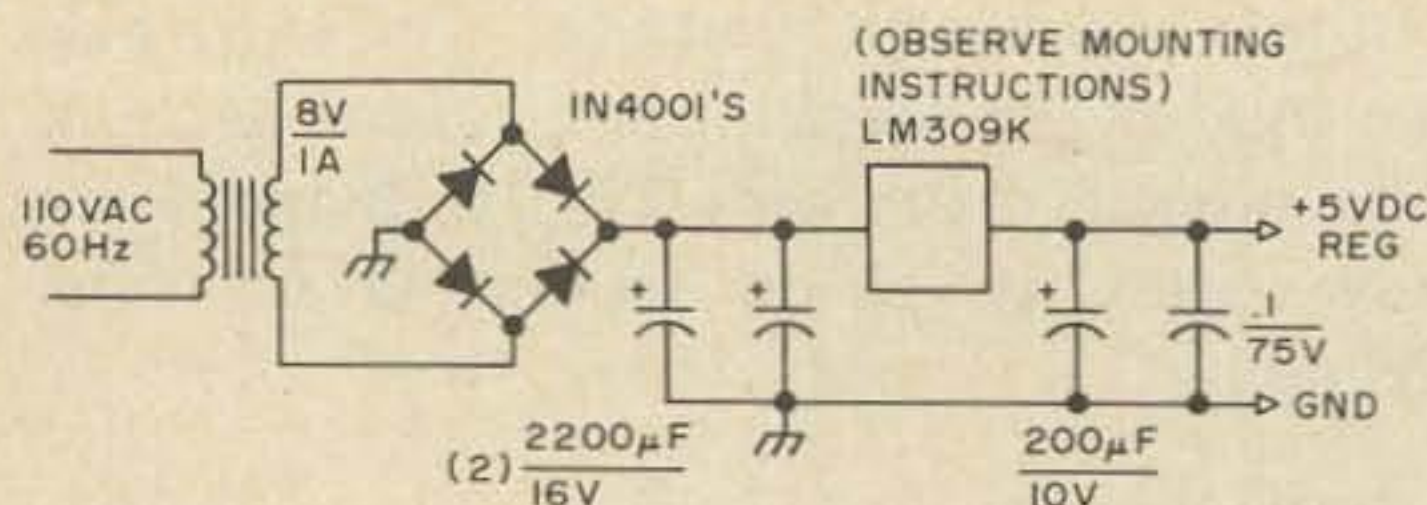 (OBSERVE MOUNTING
INSTRUCTIONS)
LM309K
8V
1A
IN4001'S
110VAC
60Hz
+5VDC
REG
+
+
+
.1
75V
GND
(2) 2200µF
16V
200µF
10V